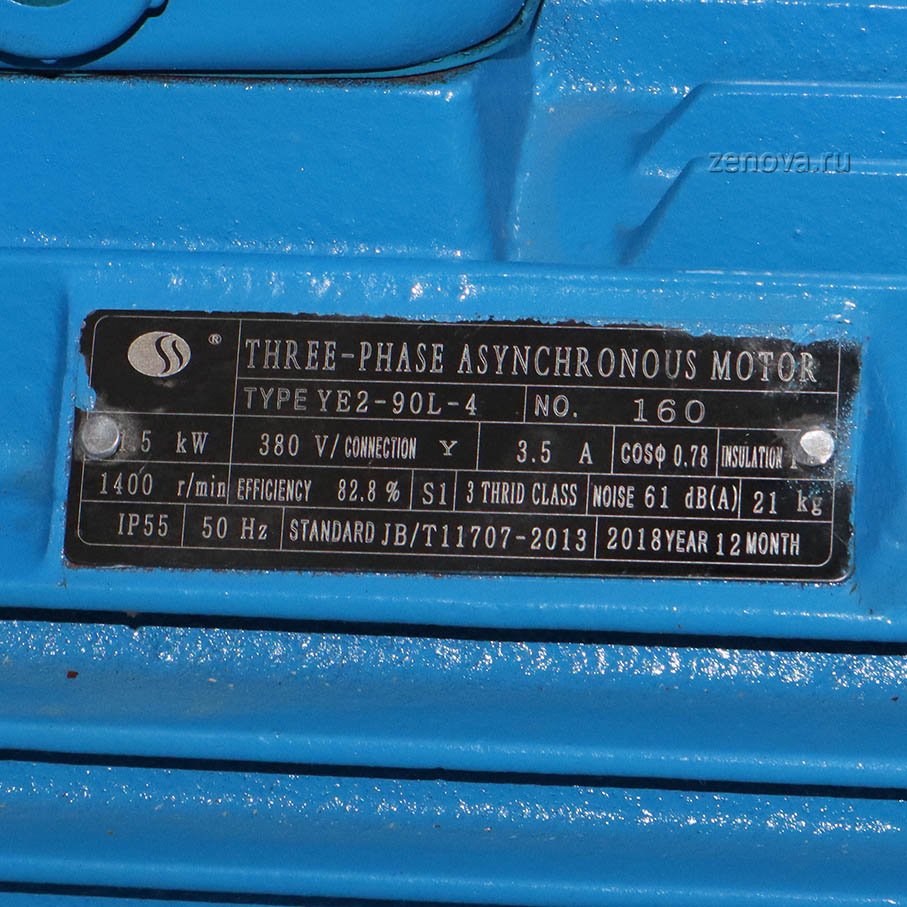 zenova.ru
® THREE-PHASE ASYNCHRONOUS MOTOR
TYPE YE2-90L-4 NO. 160
5 kW 380 V/CONNECTION Y 3.5 A COSΦ 0.78 INSULATION
1400 r/min EFFICIENCY 82.8 % S1 3 THRID CLASS NOISE 61 dB(A) 21 kg
IP55 50 Hz STANDARD JB/T11707-2013 2018YEAR 12MONTH